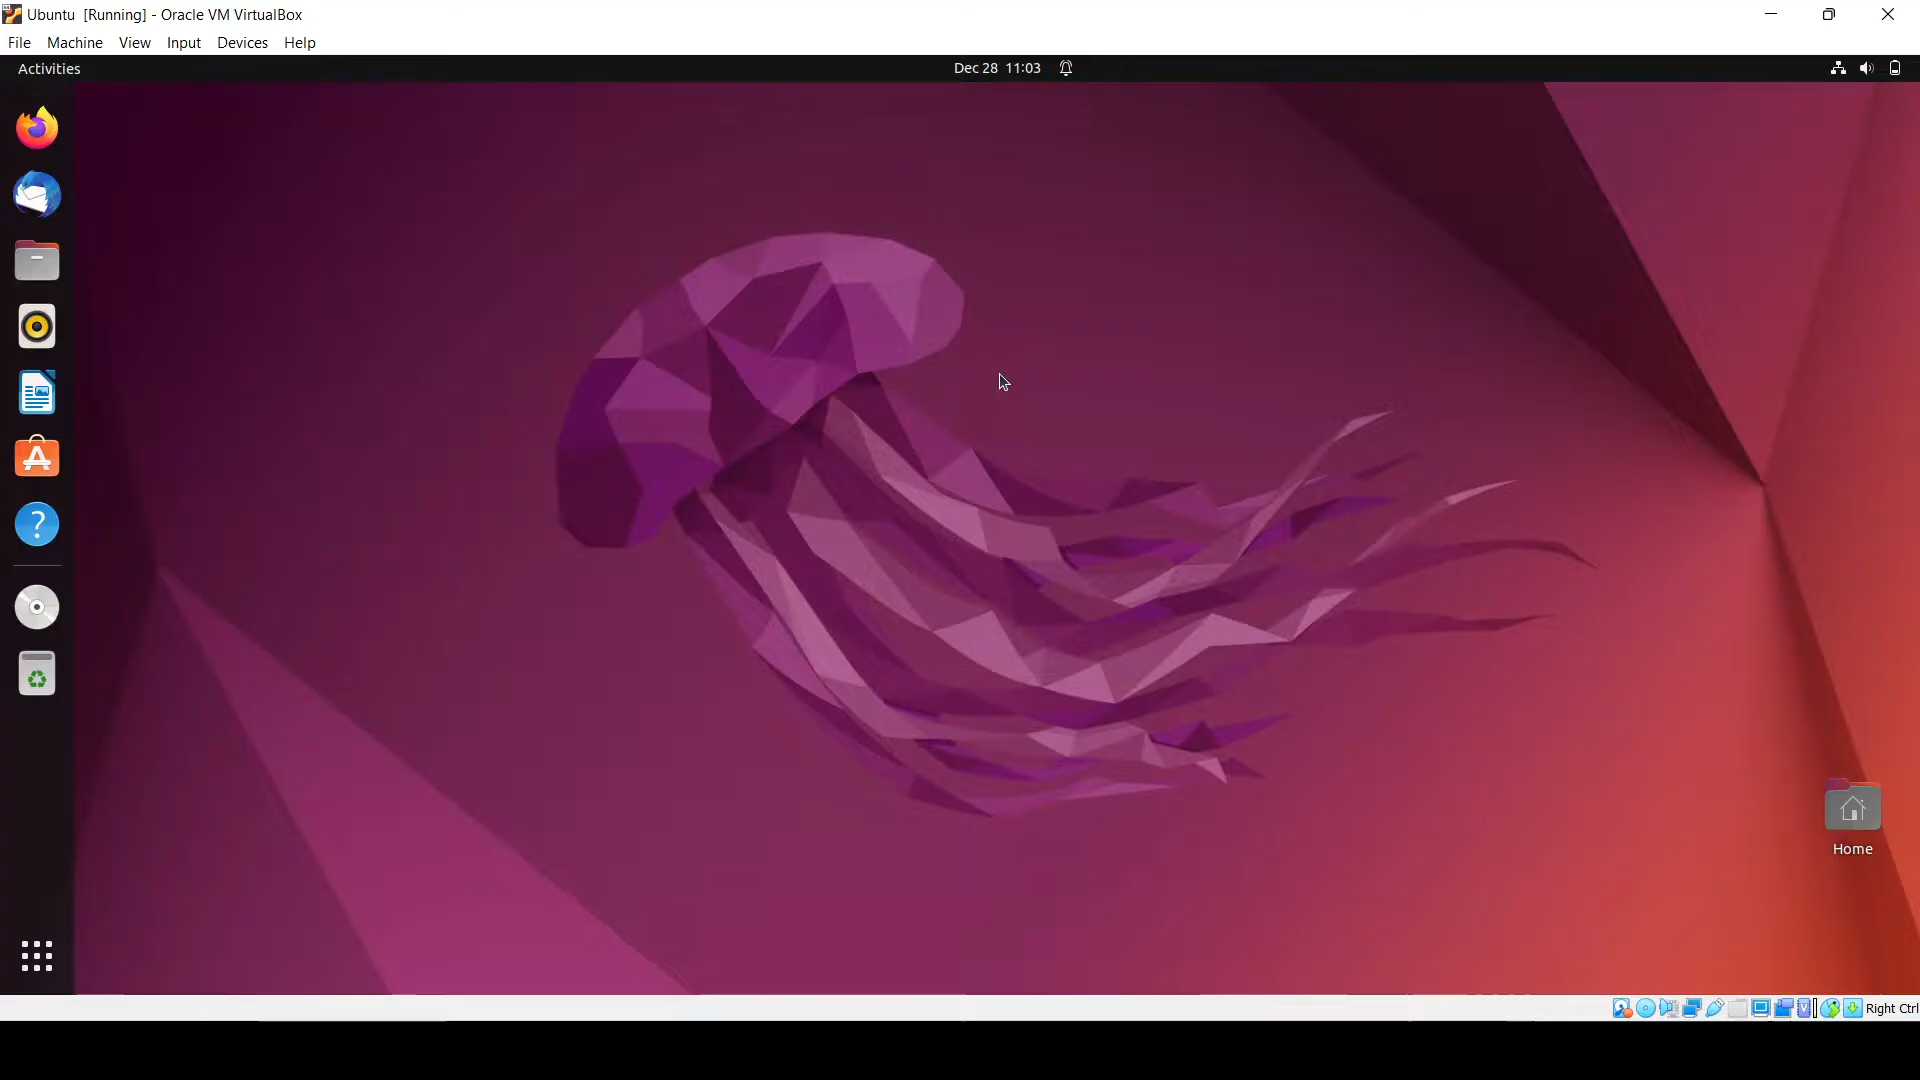 Ubuntu [Running] - Oracle VM VirtualBox
File Machine View Input Devices Help
Activities
Dec 28 11:03
?
Home
Right Ctrl